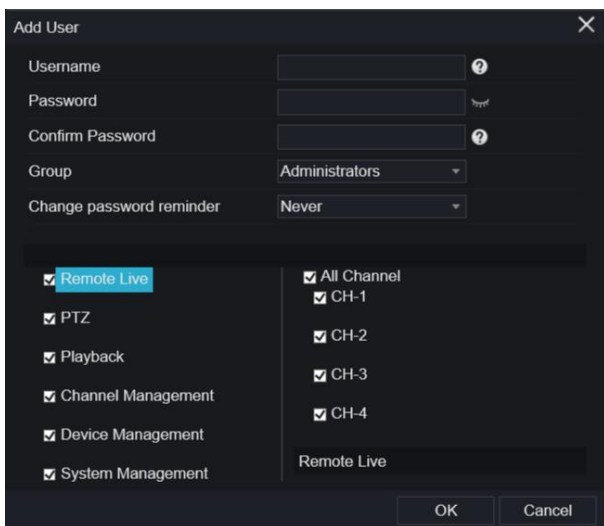 Add User
Username
Password
Confirm Password
Group Administrators
Change password reminder Never
Remote Live
PTZ
Playback
Channel Management
Device Management
System Management
All Channel
CH-1
CH-2
CH-3
CH-4
Remote Live
OK Cancel